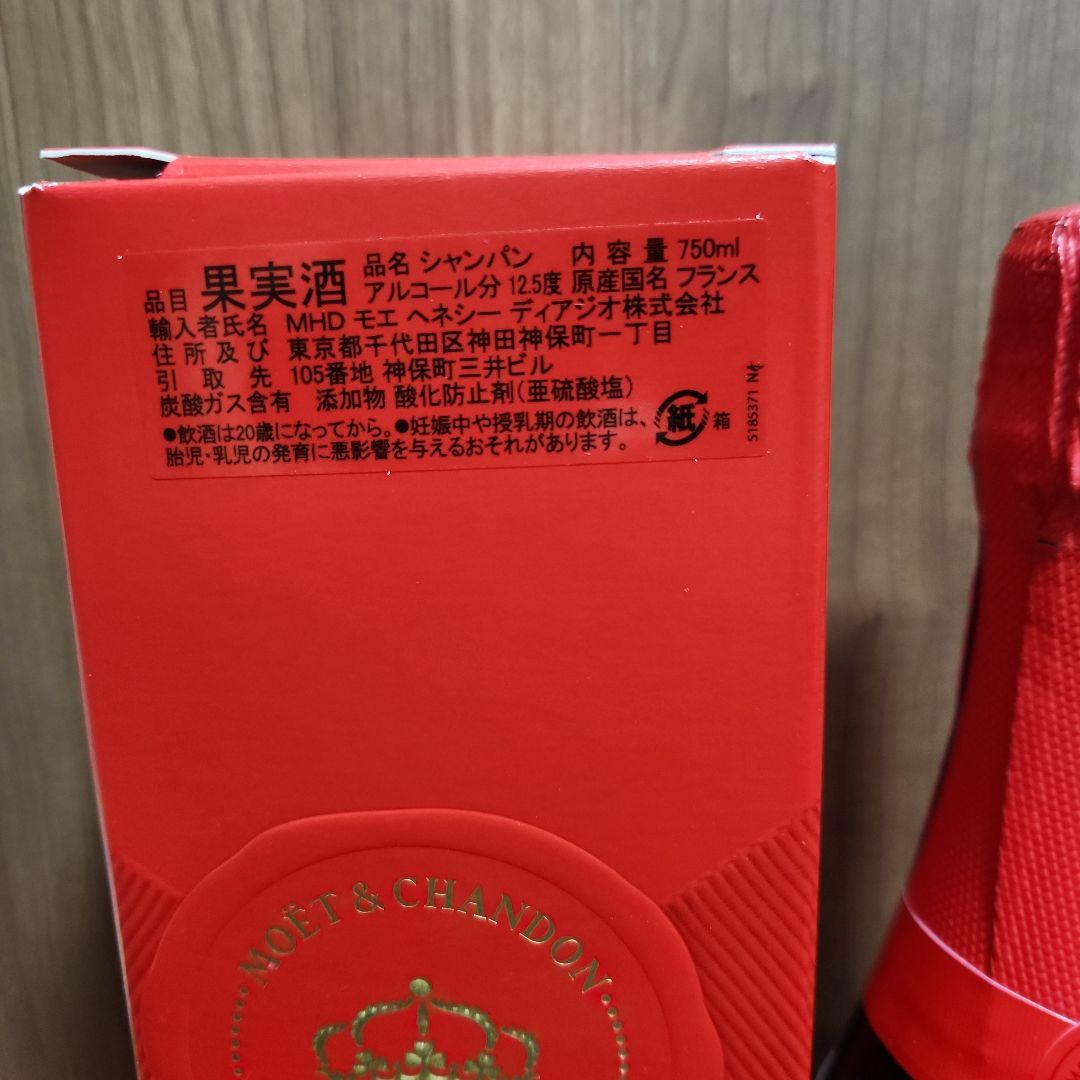 品目 果実酒 品名 シャンパン 内容量 750ml
アルコール分 12.5度 原産国名 フランス
輸入者氏名 MHD モエ ヘネシー ディアジオ株式会社
住所及び 東京都千代田区神田神保町一丁目
引取先 105番地 神保町三井ビル
炭酸ガス含有 添加物 酸化防止剤(亜硫酸塩)
●飲酒は20歳になってから。●妊娠中や授乳期の飲酒は、
胎児・乳児の発育に悪影響を与えるおそれがあります。
紙 箱
5185371
MOËT & CHANDON